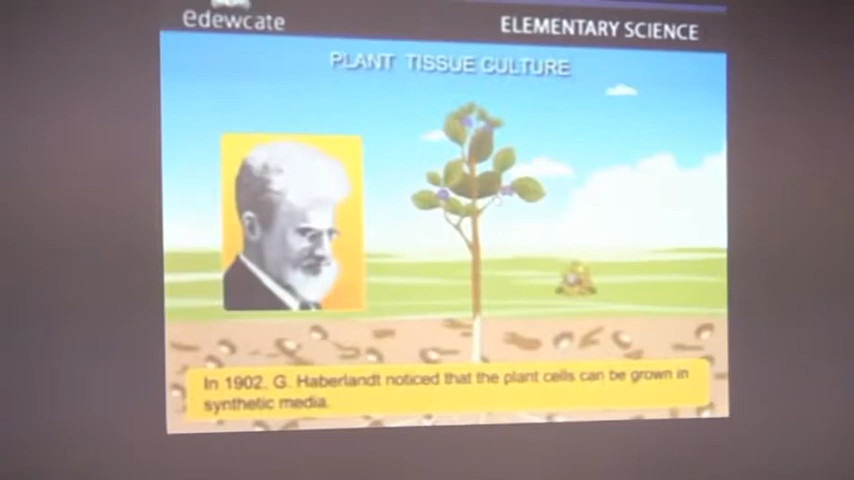 edewcate
ELEMENTARY SCIENCE
PLANT TISSUE CULTURE
In 1902, G. Haberlandt noticed that the plant cells can be grown in
synthetic media.